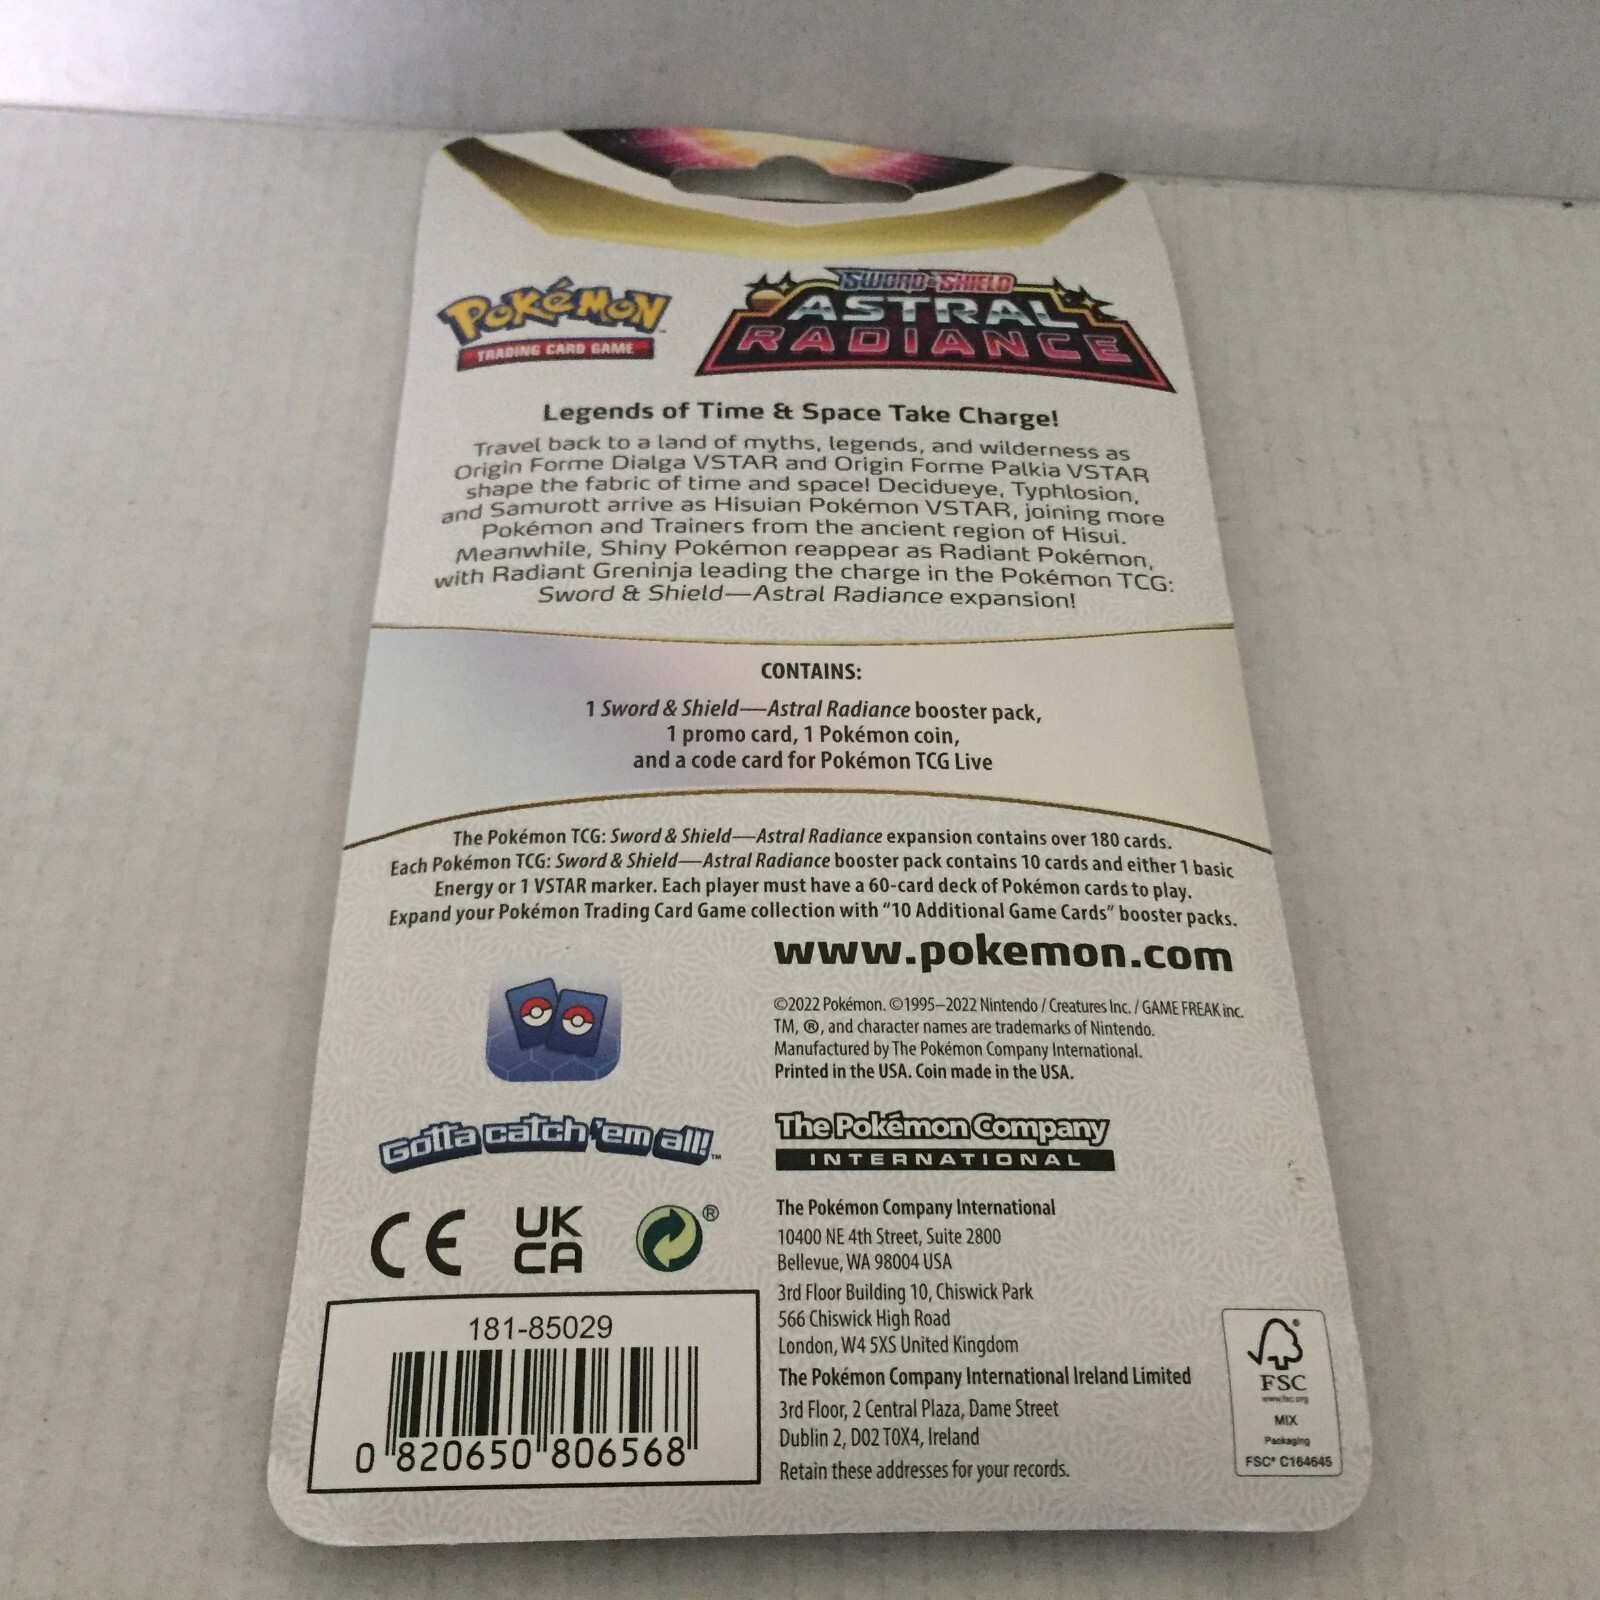 Pokémon
TRADING CARD GAME
SWORD & SHIELD
ASTRAL
RADIANCE
Legends of Time & Space Take Charge!
Travel back to a land of myths, legends, and wilderness as
Origin Forme Dialga VSTAR and Origin Forme Palkia VSTAR
shape the fabric of time and space! Decidueye, Typhlosion,
and Samurott arrive as Hisuian Pokémon VSTAR, joining more
Pokémon and Trainers from the ancient region of Hisui.
Meanwhile, Shiny Pokémon reappear as Radiant Pokémon,
with Radiant Greninja leading the charge in the Pokémon TCG:
Sword & Shield—Astral Radiance expansion!
CONTAINS:
1 Sword & Shield—Astral Radiance booster pack,
1 promo card, 1 Pokémon coin,
and a code card for Pokémon TCG Live
The Pokémon TCG: Sword & Shield—Astral Radiance expansion contains over 180 cards.
Each Pokémon TCG: Sword & Shield—Astral Radiance booster pack contains 10 cards and either 1 basic
Energy or 1 VSTAR marker. Each player must have a 60-card deck of Pokémon cards to play.
Expand your Pokémon Trading Card Game collection with “10 Additional Game Cards” booster packs.
www.pokemon.com
©2022 Pokémon. ©1995–2022 Nintendo / Creatures Inc. / GAME FREAK inc.
TM, ®, and character names are trademarks of Nintendo.
Manufactured by The Pokémon Company International.
Printed in the USA. Coin made in the USA.
Gotta catch 'em all!™
The Pokémon Company
INTERNATIONAL
CE
UK
CA
®
The Pokémon Company International
10400 NE 4th Street, Suite 2800
Bellevue, WA 98004 USA
3rd Floor Building 10, Chiswick Park
566 Chiswick High Road
London, W4 5XS United Kingdom
The Pokémon Company International Ireland Limited
3rd Floor, 2 Central Plaza, Dame Street
Dublin 2, D02 T0X4, Ireland
Retain these addresses for your records.
181-85029
0 820650 806568
FSC
www.fsc.org
MIX
Packaging
FSC® C164645